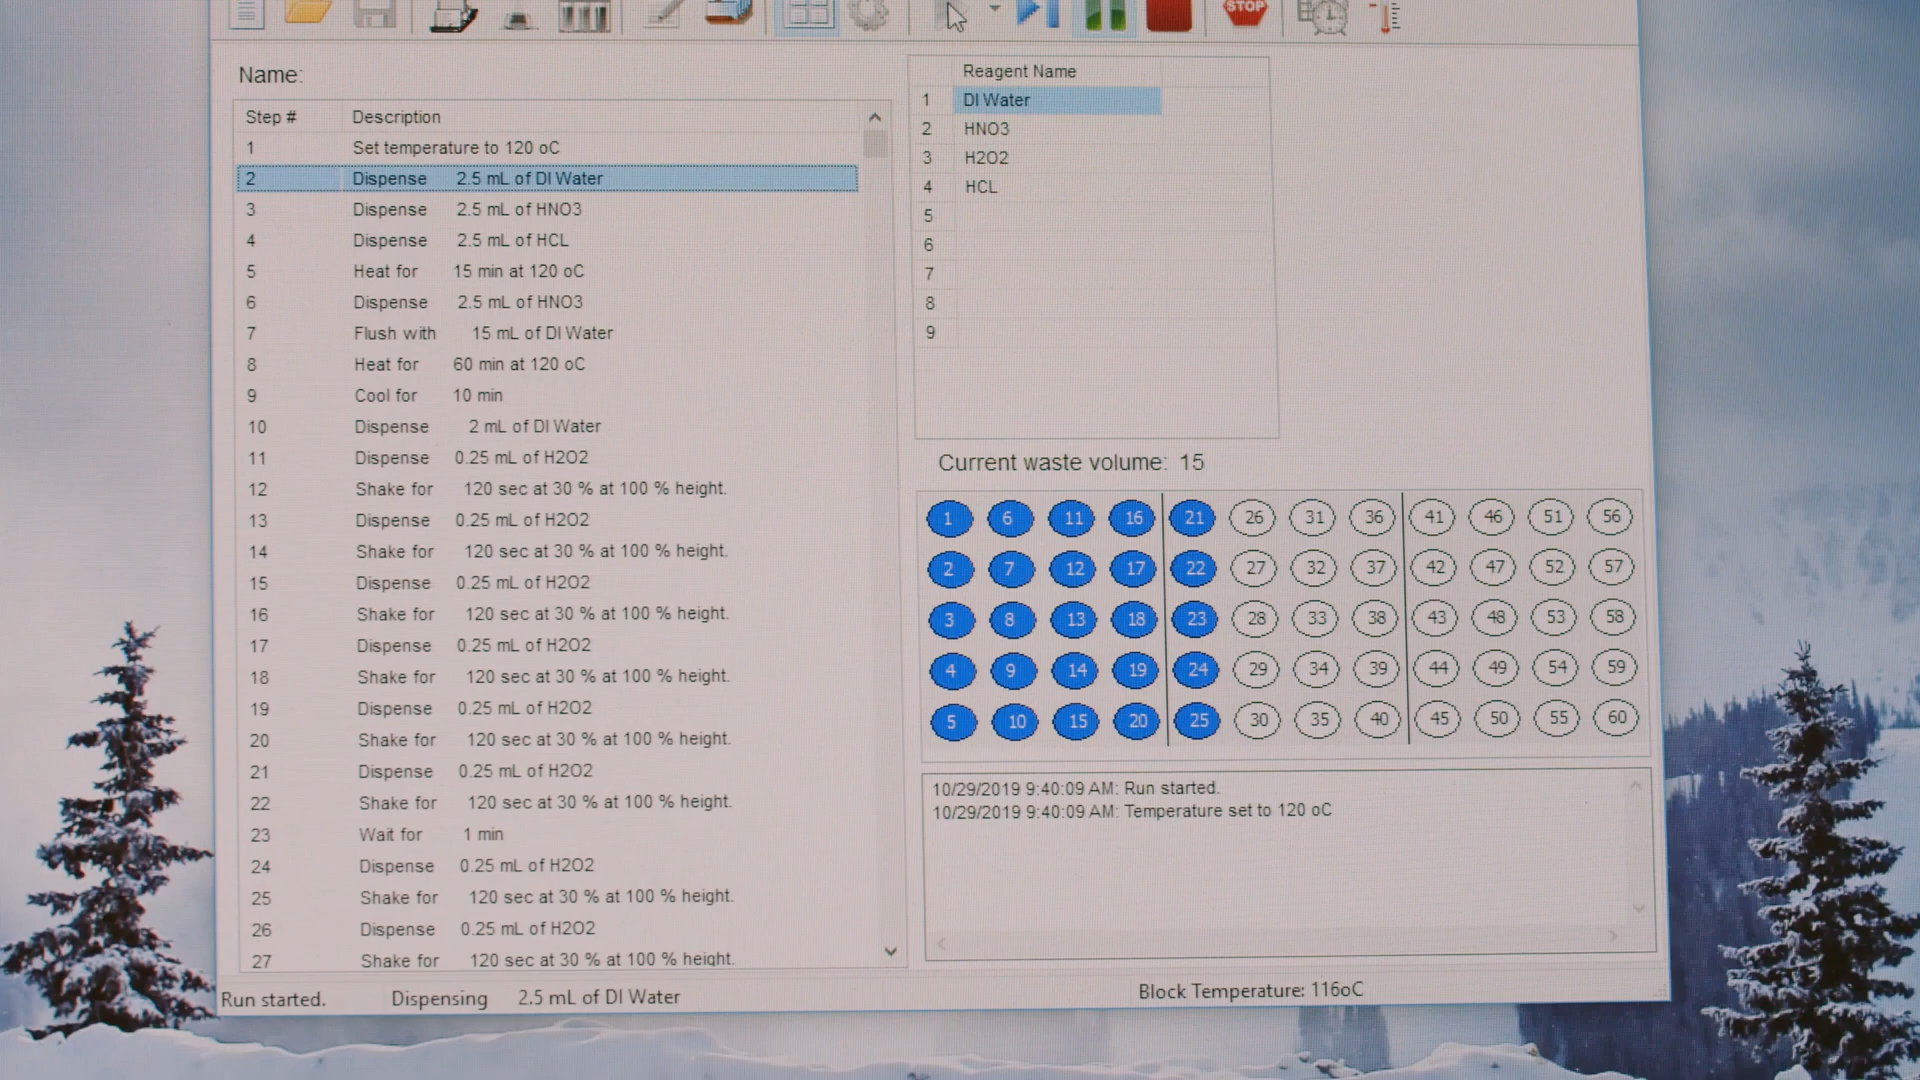 STOP
Name:
Step # Description
1 Set temperature to 120 oC
2 Dispense 2.5 mL of DI Water
3 Dispense 2.5 mL of HNO3
4 Dispense 2.5 mL of HCL
5 Heat for 15 min at 120 oC
6 Dispense 2.5 mL of HNO3
7 Flush with 15 mL of DI Water
8 Heat for 60 min at 120 oC
9 Cool for 10 min
10 Dispense 2 mL of DI Water
11 Dispense 0.25 mL of H2O2
12 Shake for 120 sec at 30 % at 100 % height.
13 Dispense 0.25 mL of H2O2
14 Shake for 120 sec at 30 % at 100 % height.
15 Dispense 0.25 mL of H2O2
16 Shake for 120 sec at 30 % at 100 % height.
17 Dispense 0.25 mL of H2O2
18 Shake for 120 sec at 30 % at 100 % height.
19 Dispense 0.25 mL of H2O2
20 Shake for 120 sec at 30 % at 100 % height.
21 Dispense 0.25 mL of H2O2
22 Shake for 120 sec at 30 % at 100 % height.
23 Wait for 1 min
24 Dispense 0.25 mL of H2O2
25 Shake for 120 sec at 30 % at 100 % height.
26 Dispense 0.25 mL of H2O2
27 Shake for 120 sec at 30 % at 100 % height.
Reagent Name
1 DI Water
2 HNO3
3 H2O2
4 HCL
5
6
7
8
9
Current waste volume: 15
1 6 11 16 21 26 31 36 41 46 51 56
2 7 12 17 22 27 32 37 42 47 52 57
3 8 13 18 23 28 33 38 43 48 53 58
4 9 14 19 24 29 34 39 44 49 54 59
5 10 15 20 25 30 35 40 45 50 55 60
10/29/2019 9:40:09 AM: Run started.
10/29/2019 9:40:09 AM: Temperature set to 120 oC
Run started. Dispensing 2.5 mL of DI Water Block Temperature: 116oC